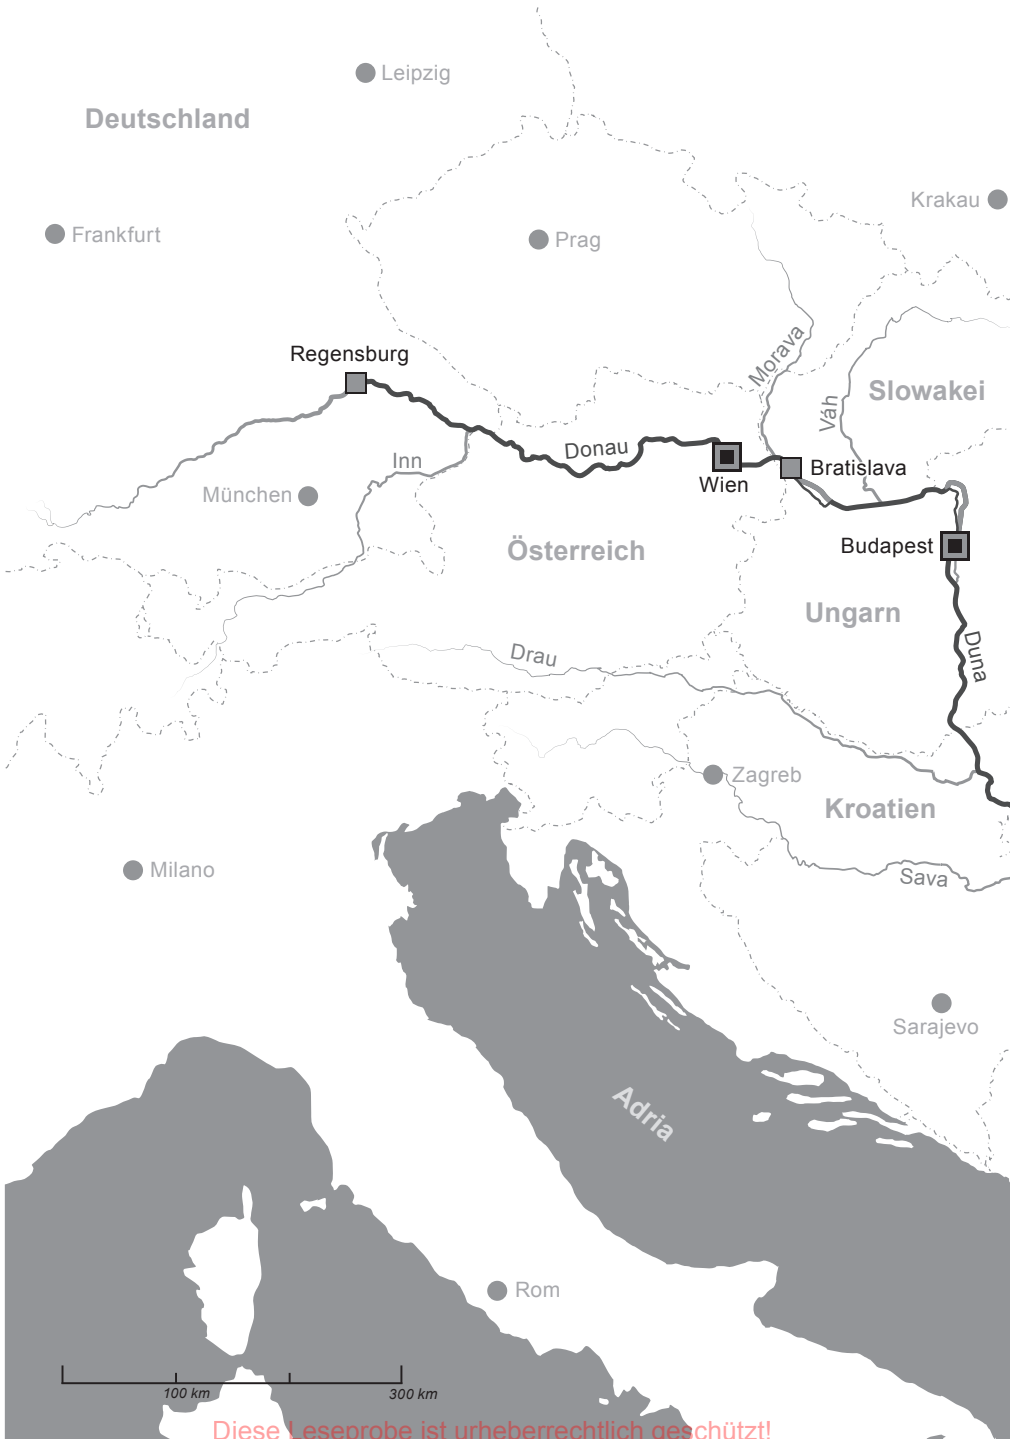 Leipzig
Deutschland
Krakau
Frankfurt
Prag
Regensburg
Morava
Slowakei
Váh
Donau
Inn
Bratislava
München
Wien
Österreich
Budapest
Ungarn
Drau
Duna
Zagreb
Kroatien
Milano
Sava
Sarajevo
Adria
Rom
100 km
300 km
Diese Leseprobe ist urheberrechtlich geschützt!